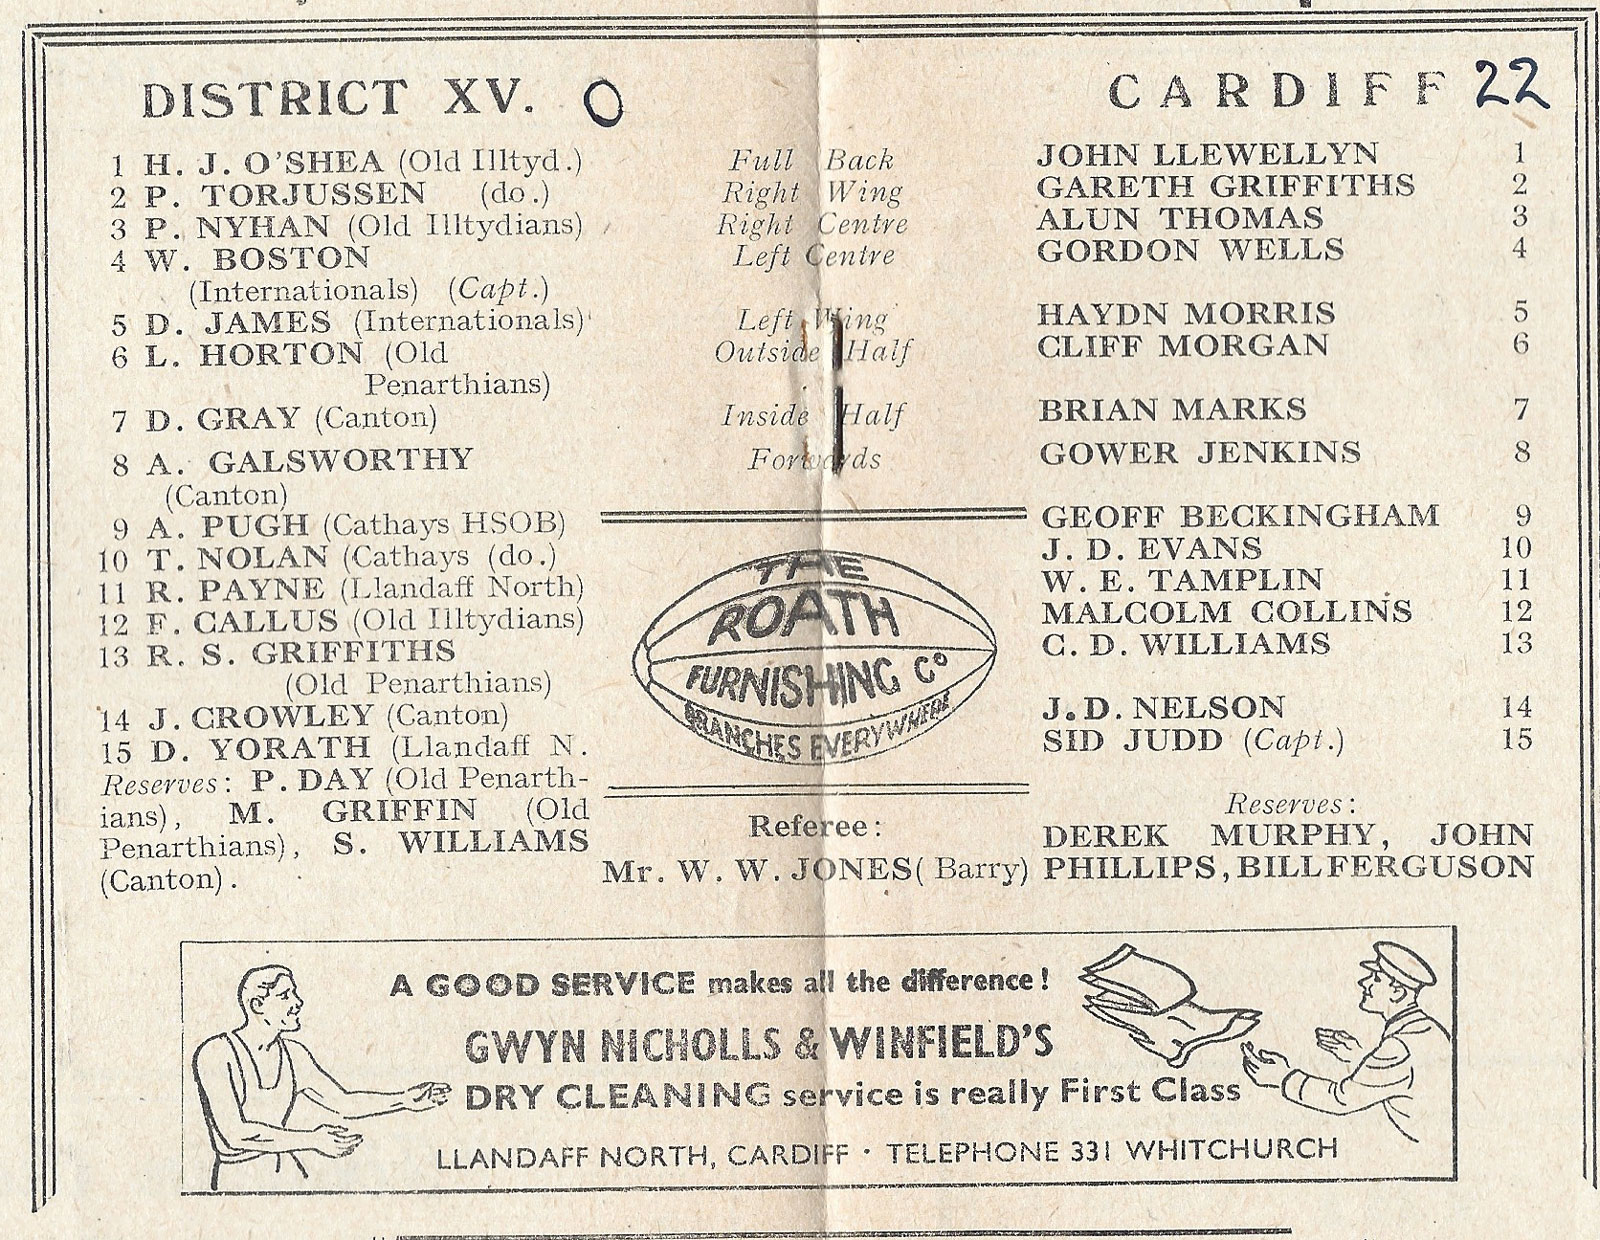 DISTRICT XV. 0
1 H. J. O'SHEA (Old Illtyd.)
2 P. TORJUSSEN (do.)
3 P. NYHAN (Old Illtydians)
4 W. BOSTON
(Internationals) (Capt.)
5 D. JAMES (Internationals)
6 L. HORTON (Old
Penarthians)
7 D. GRAY (Canton)
8 A. GALSWORTHY
(Canton)
9 A. PUGH (Cathays HSOB)
10 T. NOLAN (Cathays (do.)
11 R. PAYNE (Llandaff North)
12 F. CALLUS (Old Illtydians)
13 R. S. GRIFFITHS
(Old Penarthians)
14 J. CROWLEY (Canton)
15 D. YORATH (Llandaff N.
Reserves: P. DAY (Old Penarth-
ians), M. GRIFFIN (Old
Penarthians), S. WILLIAMS
(Canton).
Full Back
Right Wing
Right Centre
Left Centre
Left Wing
Outside Half
Inside Half
Forwards
THE
ROATH
FURNISHING Co
BRANCHES EVERYWHERE
Referee:
Mr. W. W. JONES (Barry)
CARDIFF 22
JOHN LLEWELLYN 1
GARETH GRIFFITHS 2
ALUN THOMAS 3
GORDON WELLS 4
HAYDN MORRIS 5
CLIFF MORGAN 6
BRIAN MARKS 7
GOWER JENKINS 8
GEOFF BECKINGHAM 9
J. D. EVANS 10
W. E. TAMPLIN 11
MALCOLM COLLINS 12
C. D. WILLIAMS 13
J. D. NELSON 14
SID JUDD (Capt.) 15
Reserves:
DEREK MURPHY, JOHN
PHILLIPS, BILL FERGUSON
A GOOD SERVICE makes all the difference!
GWYN NICHOLLS & WINFIELD'S
DRY CLEANING service is really First Class
LLANDAFF NORTH, CARDIFF · TELEPHONE 331 WHITCHURCH